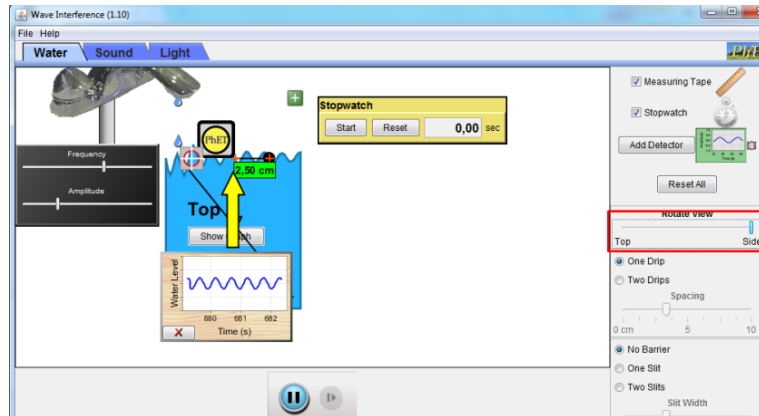 Wave Interference (1.10)
File Help
Water Sound Light
PhET
Measuring Tape
Stopwatch
Add Detector
Reset All
Rotate View
Top Side
One Drip
Two Drips
Spacing
0 cm 5 10
No Barrier
One Slit
Two Slits
Slit Width
Stopwatch
Start Reset 0,00 sec
Frequency
Amplitude
PhET
2,50 cm
Top
Water Level
680 681 682
Time (s)